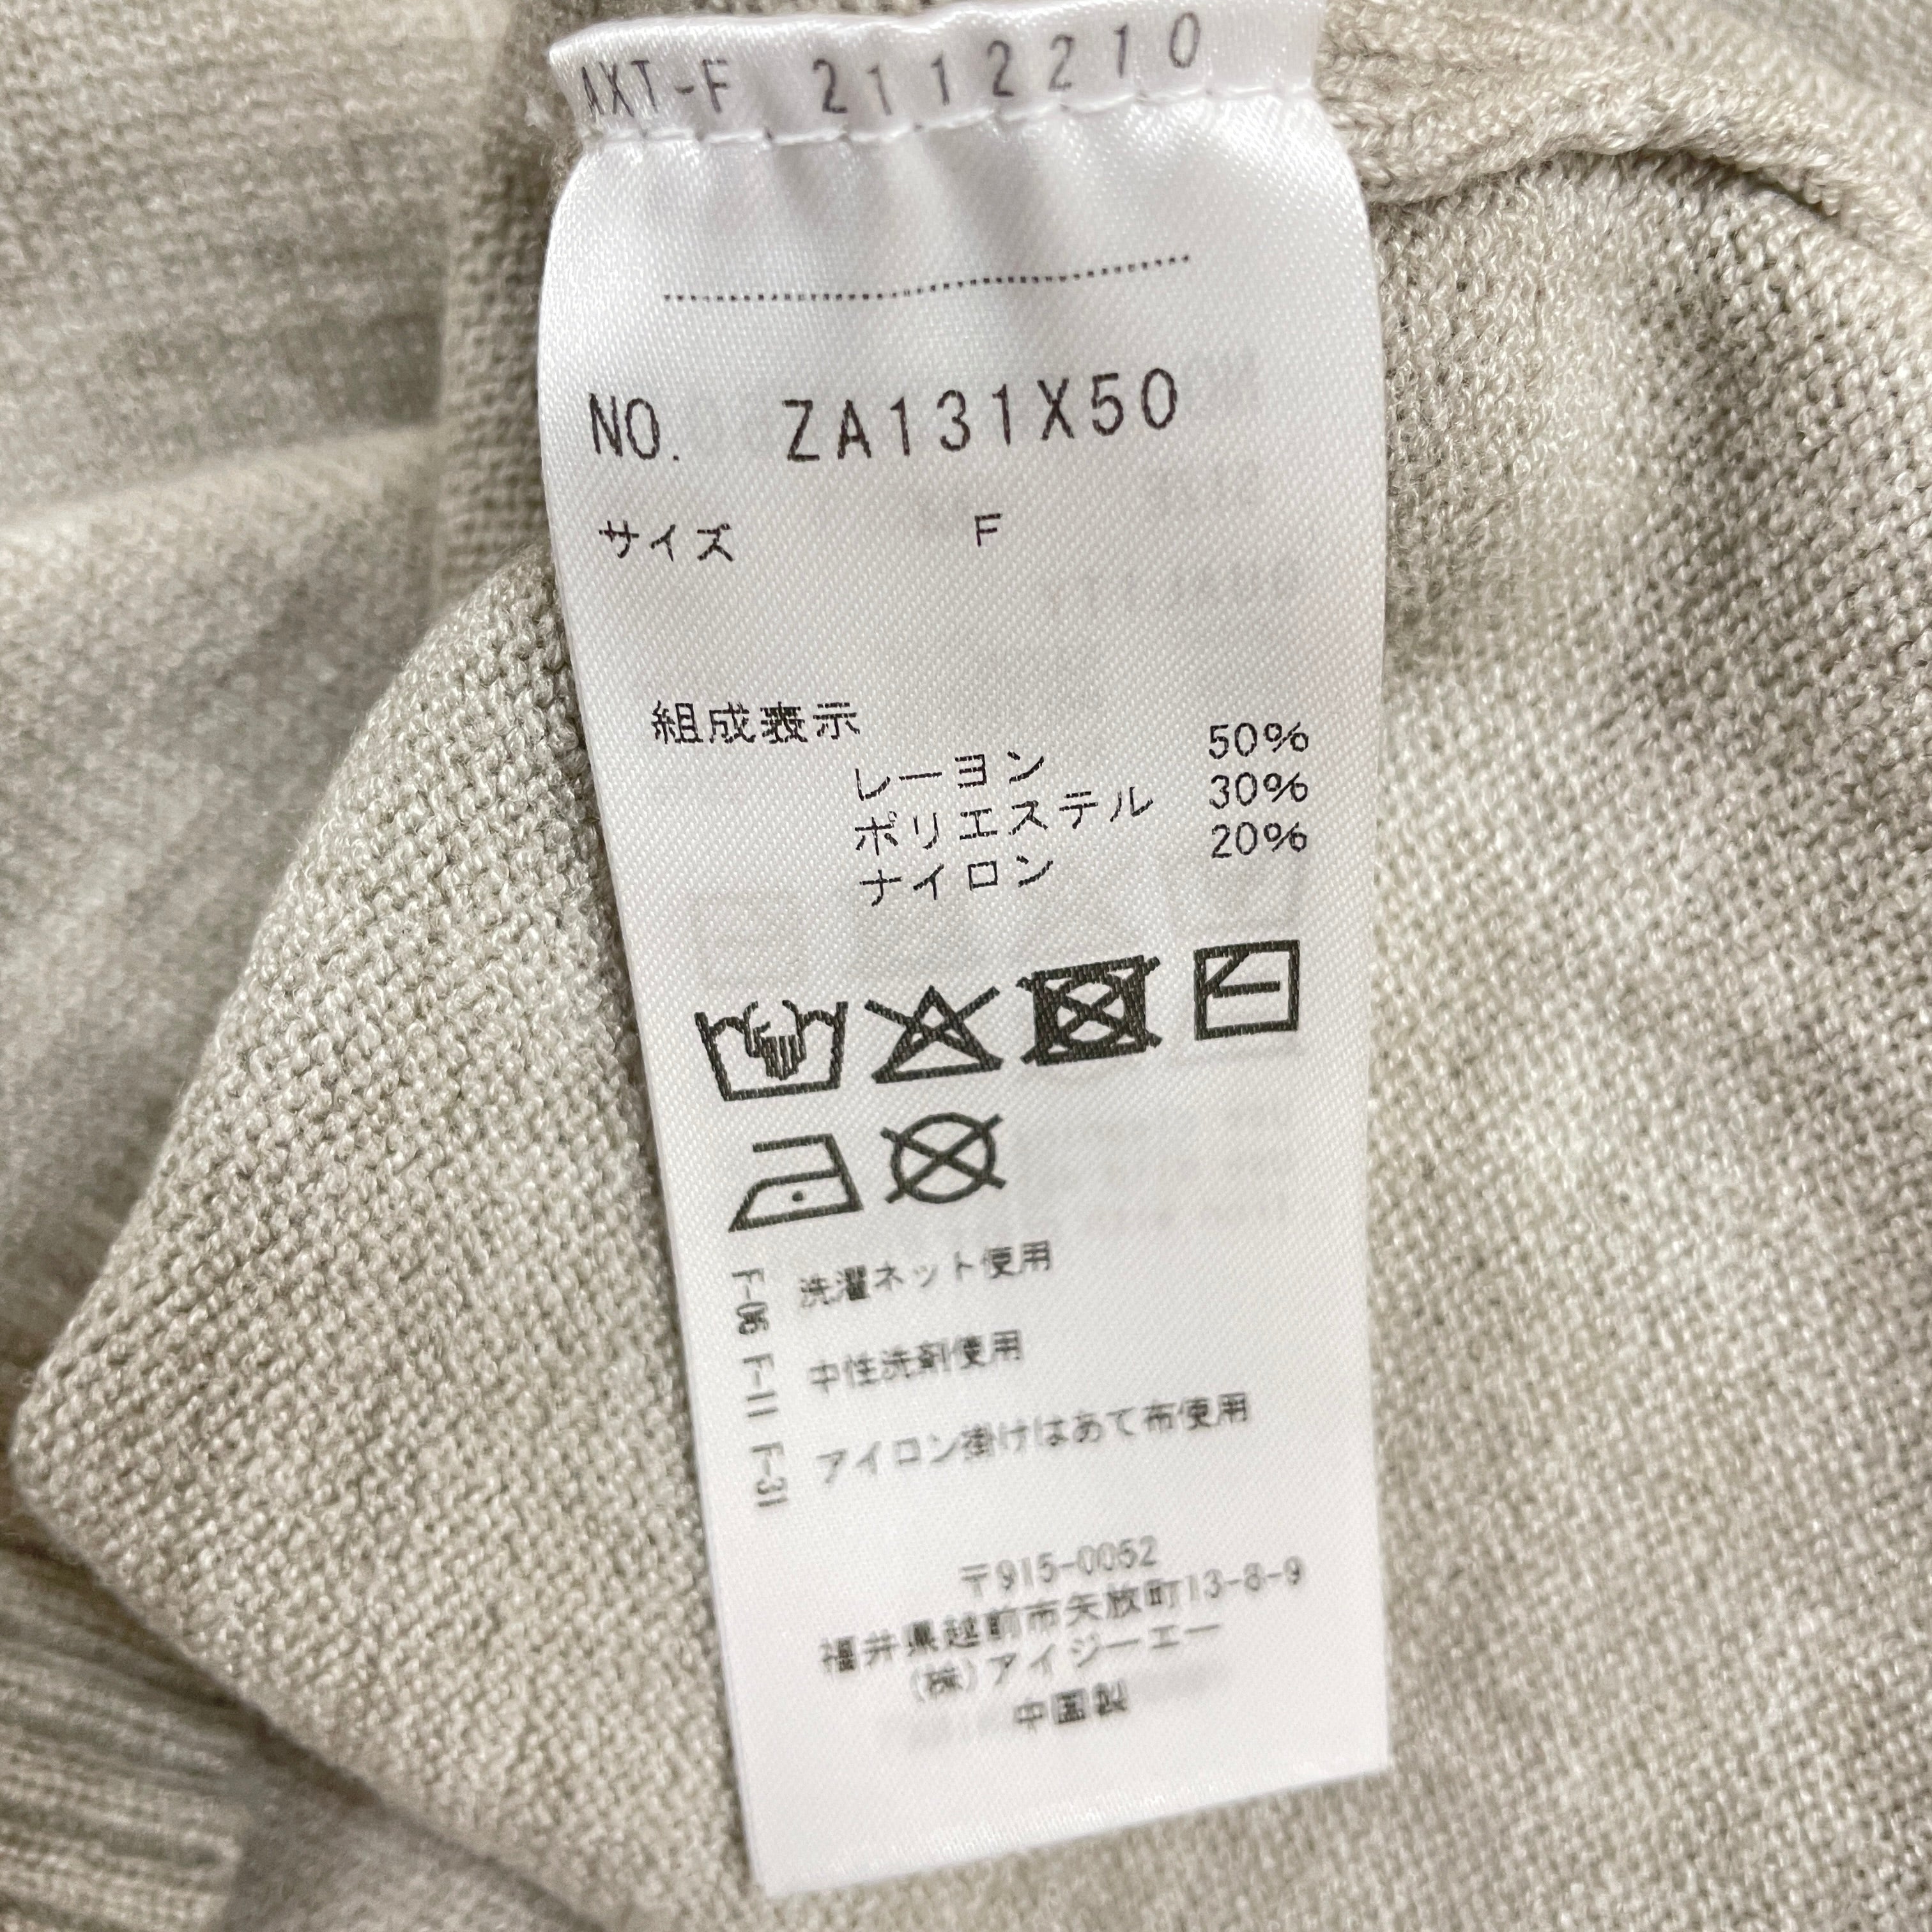 AXT-F 2112210
NO. ZA131X50
サイズ F
組成表示
レーヨン 50%
ポリエステル 30%
ナイロン 20%
F-06 洗濯ネット使用
F-11 中性洗剤使用
F-31 アイロン掛けはあて布使用
〒915-0052
福井県越前市矢放町13-8-9
(株)アイジーエー
中国製